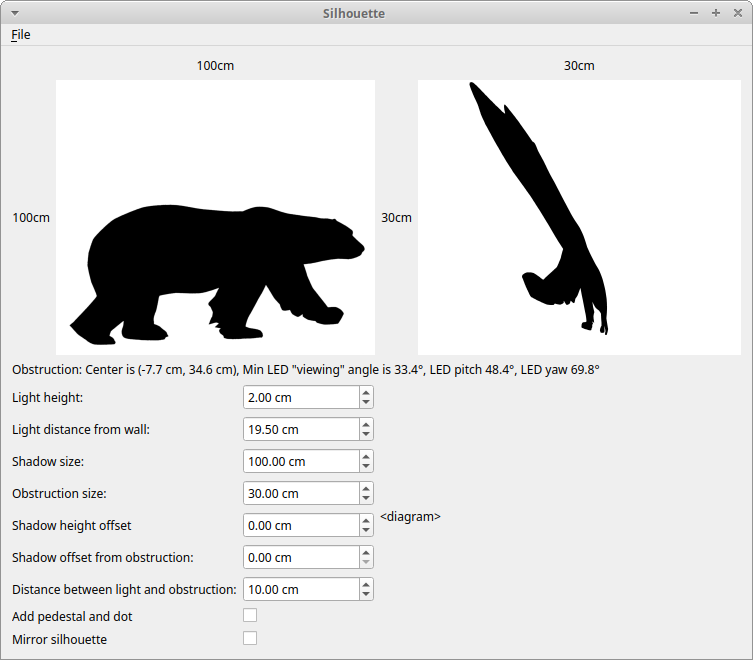 Silhouette
File
100cm
30cm
100cm
30cm
Obstruction: Center is (-7.7 cm, 34.6 cm), Min LED "viewing" angle is 33.4°, LED pitch 48.4°, LED yaw 69.8°
Light height: 2.00 cm
Light distance from wall: 19.50 cm
Shadow size: 100.00 cm
Obstruction size: 30.00 cm
<diagram>
Shadow height offset 0.00 cm
Shadow offset from obstruction: 0.00 cm
Distance between light and obstruction: 10.00 cm
Add pedestal and dot
Mirror silhouette